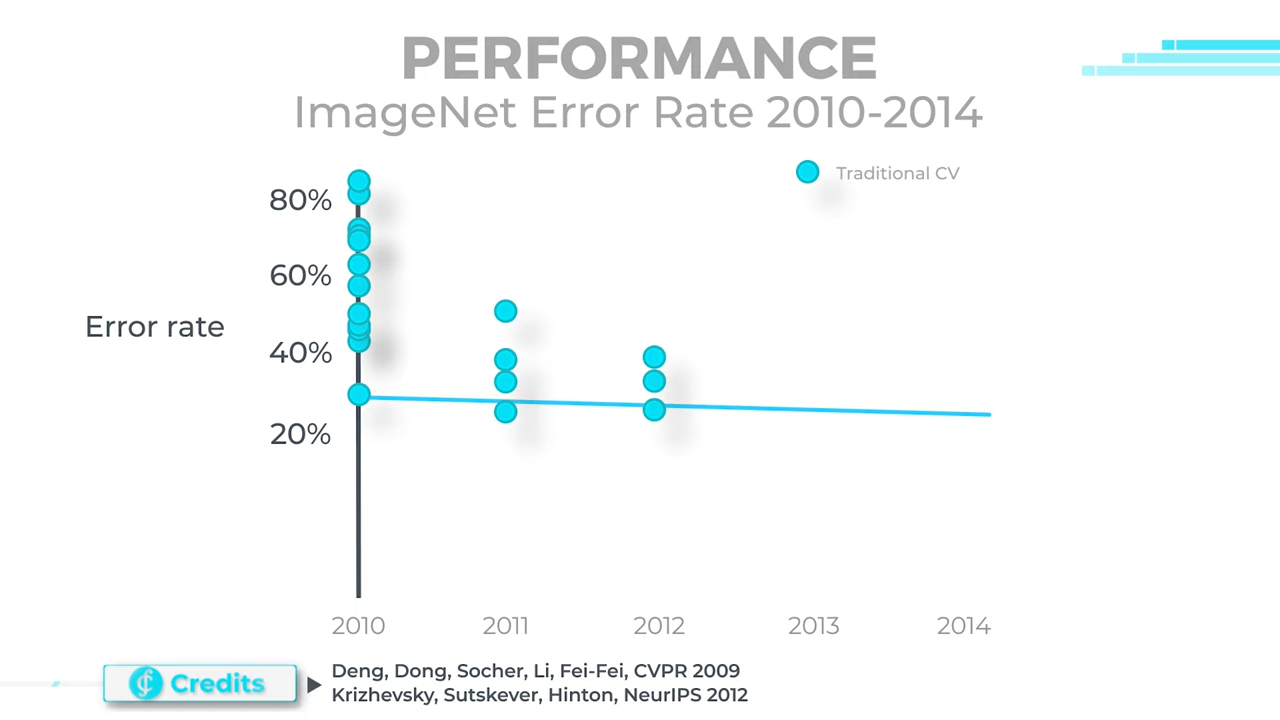 PERFORMANCE
ImageNet Error Rate 2010-2014
Traditional CV
80%
60%
Error rate
40%
20%
2010 2011 2012 2013 2014
Credits
Deng, Dong, Socher, Li, Fei-Fei, CVPR 2009
Krizhevsky, Sutskever, Hinton, NeurIPS 2012